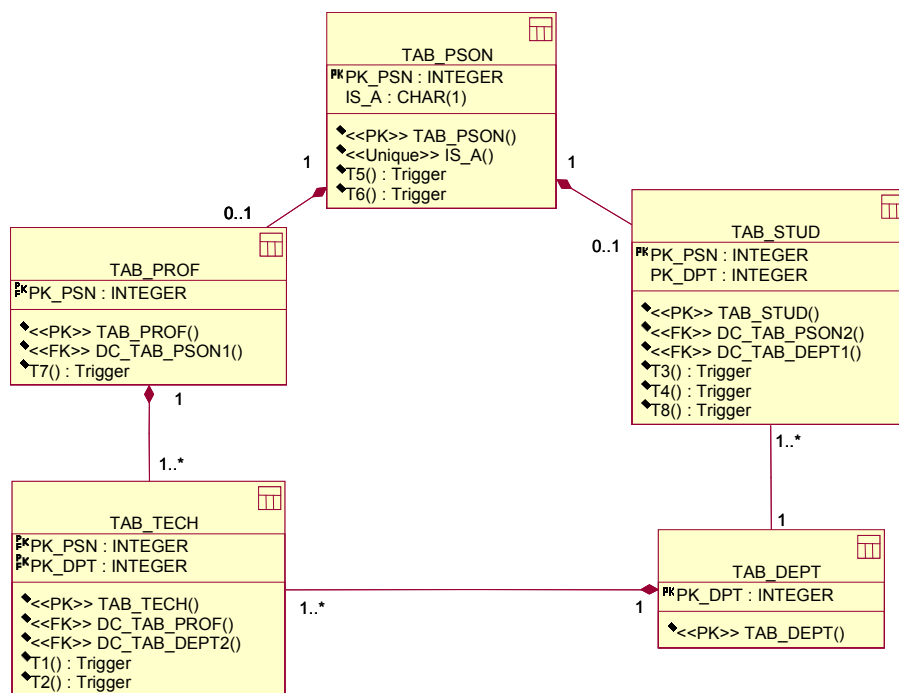 TAB_PSON
PK PK_PSN : INTEGER
IS_A : CHAR(1)
<<PK>> TAB_PSON()
<<Unique>> IS_A()
T5() : Trigger
T6() : Trigger
1
1
0..1
0..1
TAB_PROF
PFK PK_PSN : INTEGER
<<PK>> TAB_PROF()
<<FK>> DC_TAB_PSON1()
T7() : Trigger
TAB_STUD
PK PK_PSN : INTEGER
PK_DPT : INTEGER
<<PK>> TAB_STUD()
<<FK>> DC_TAB_PSON2()
<<FK>> DC_TAB_DEPT1()
T3() : Trigger
T4() : Trigger
T8() : Trigger
1
1..*
1..*
1
TAB_TECH
PFK PK_PSN : INTEGER
PFK PK_DPT : INTEGER
<<PK>> TAB_TECH()
<<FK>> DC_TAB_PROF()
<<FK>> DC_TAB_DEPT2()
T1() : Trigger
T2() : Trigger
1..*
1
TAB_DEPT
PK PK_DPT : INTEGER
<<PK>> TAB_DEPT()